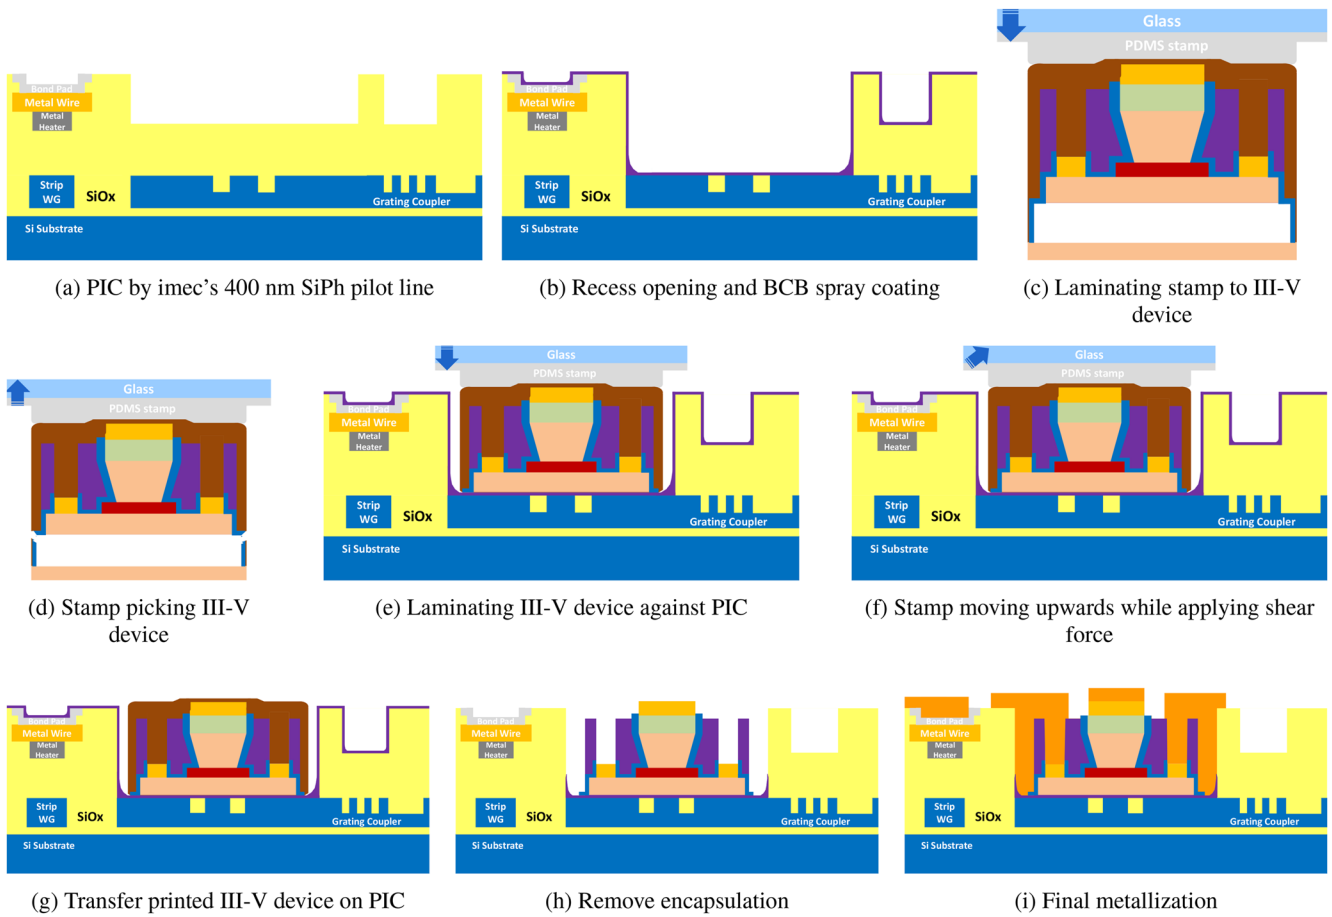 Bond Pad
Metal Wire
Metal
Heater
Strip
WG
SiOx
Grating Coupler
Si Substrate
(a) PIC by imec's 400 nm SiPh pilot line
Bond Pad
Metal Wire
Metal
Heater
Strip
WG
SiOx
Grating Coupler
Si Substrate
(b) Recess opening and BCB spray coating
Glass
PDMS stamp
(c) Laminating stamp to III-V
device
Glass
PDMS stamp
(d) Stamp picking III-V
device
Glass
PDMS stamp
Bond Pad
Metal Wire
Metal
Heater
Strip
WG
SiOx
Grating Coupler
Si Substrate
(e) Laminating III-V device against PIC
Glass
PDMS stamp
Bond Pad
Metal Wire
Metal
Heater
Strip
WG
SiOx
Grating Coupler
Si Substrate
(f) Stamp moving upwards while applying shear
force
Bond Pad
Metal Wire
Metal
Heater
Strip
WG
SiOx
Grating Coupler
Si Substrate
(g) Transfer printed III-V device on PIC
Bond Pad
Metal Wire
Metal
Heater
Strip
WG
SiOx
Grating Coupler
Si Substrate
(h) Remove encapsulation
Bond Pad
Metal Wire
Metal
Heater
Strip
WG
SiOx
Grating Coupler
Si Substrate
(i) Final metallization